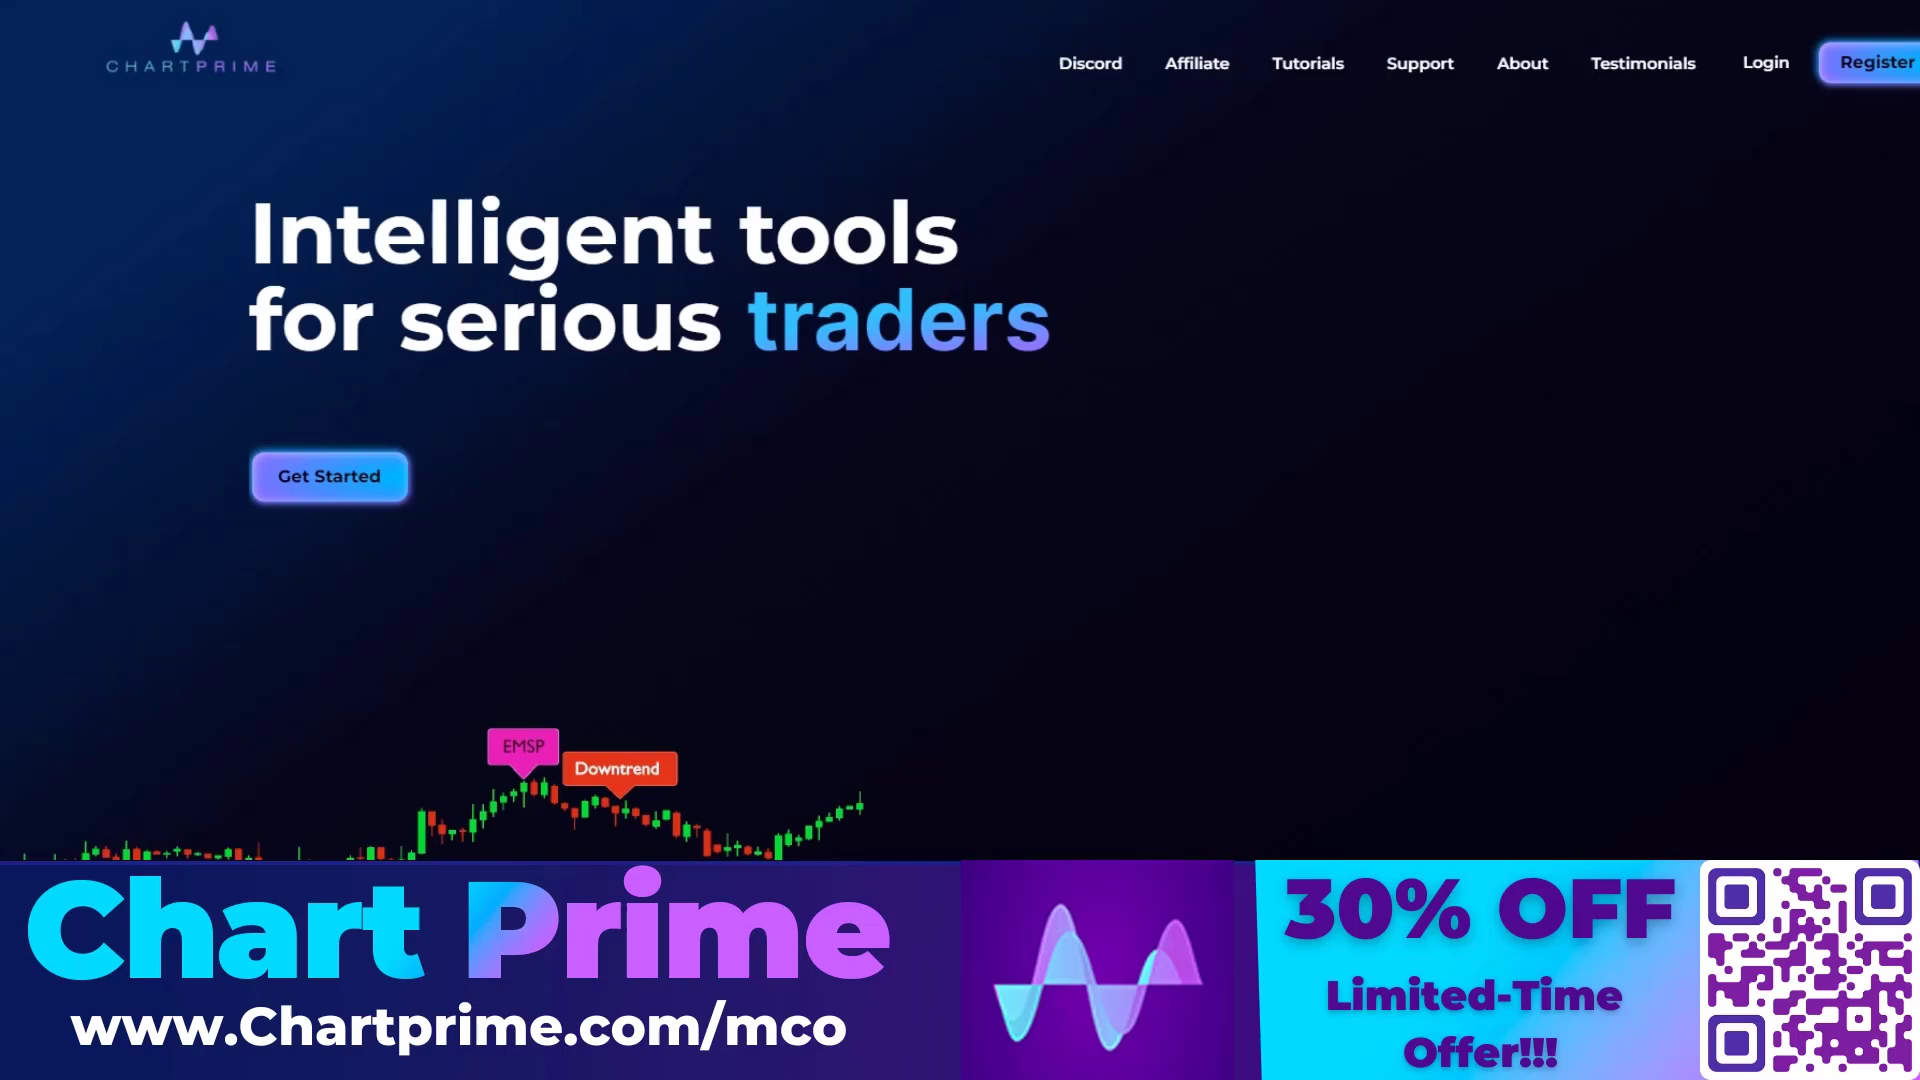 CHARTPRIME
Discord Affiliate Tutorials Support About Testimonials Login Register
Intelligent tools
for serious traders
Get Started
EMSP
Downtrend
Chart Prime
www.Chartprime.com/mco
30% OFF
Limited-Time
Offer!!!